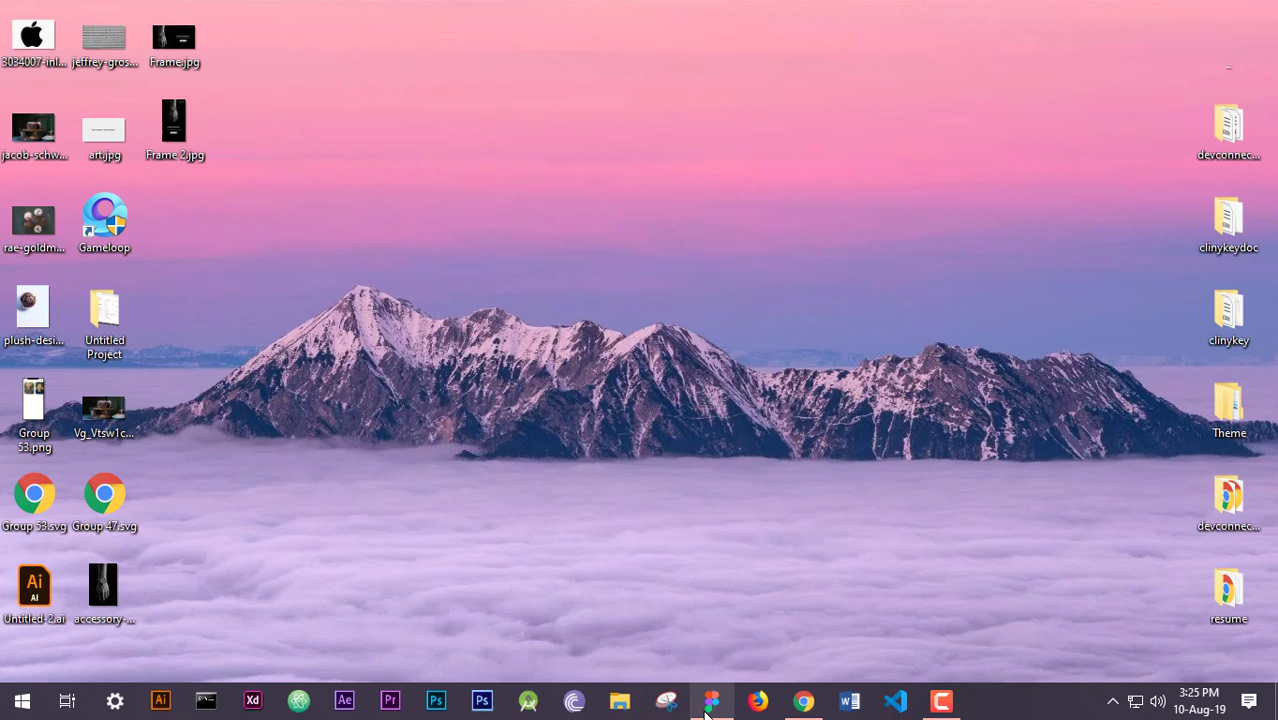 3034007-inl...
jeffrey-gros...
Frame.jpg
jacob-schw...
art.jpg
Frame 2.jpg
rae-goldm...
Gameloop
plush-desi...
Untitled
Project
Group
53.png
Vg_Vtsw1c...
Group 53.svg
Group 47.svg
Ai
AI
Untitled-2.ai
accessory-...
devconnec...
clinykeydoc
clinykey
Theme
devconnec...
resume
Ai
Xd
Ae
Pr
Ps
Ps
W
C
3:25 PM
10-Aug-19